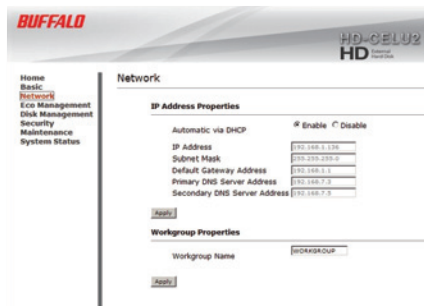 BUFFALO
HD-CELU2
HD External Hard Disk
Home
Basic
Network
Eco Management
Disk Management
Security
Maintenance
System Status
Network
IP Address Properties
Automatic via DHCP Enable Disable
IP Address 192.168.1.136
Subnet Mask 255.255.255.0
Default Gateway Address 192.168.1.1
Primary DNS Server Address 192.168.7.3
Secondary DNS Server Address 192.168.7.5
Apply
Workgroup Properties
Workgroup Name WORKGROUP
Apply